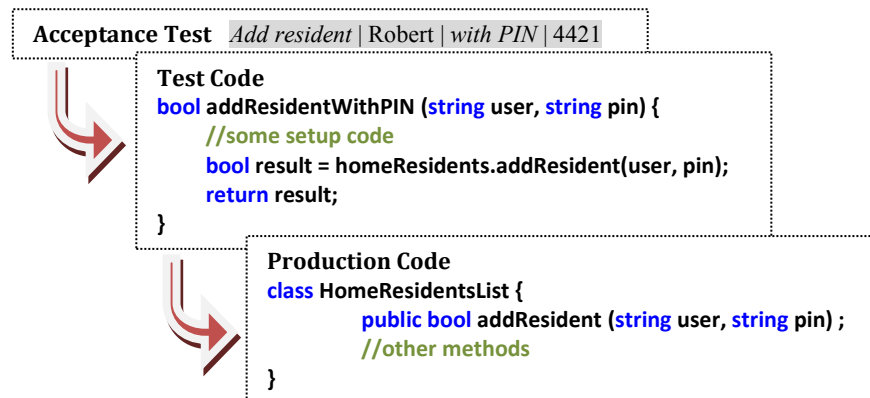 Acceptance Test Add resident | Robert | with PIN | 4421
Test Code
bool addResidentWithPIN (string user, string pin) {
//some setup code
bool result = homeResidents.addResident(user, pin);
return result;
}
Production Code
class HomeResidentsList {
public bool addResident (string user, string pin) ;
//other methods
}